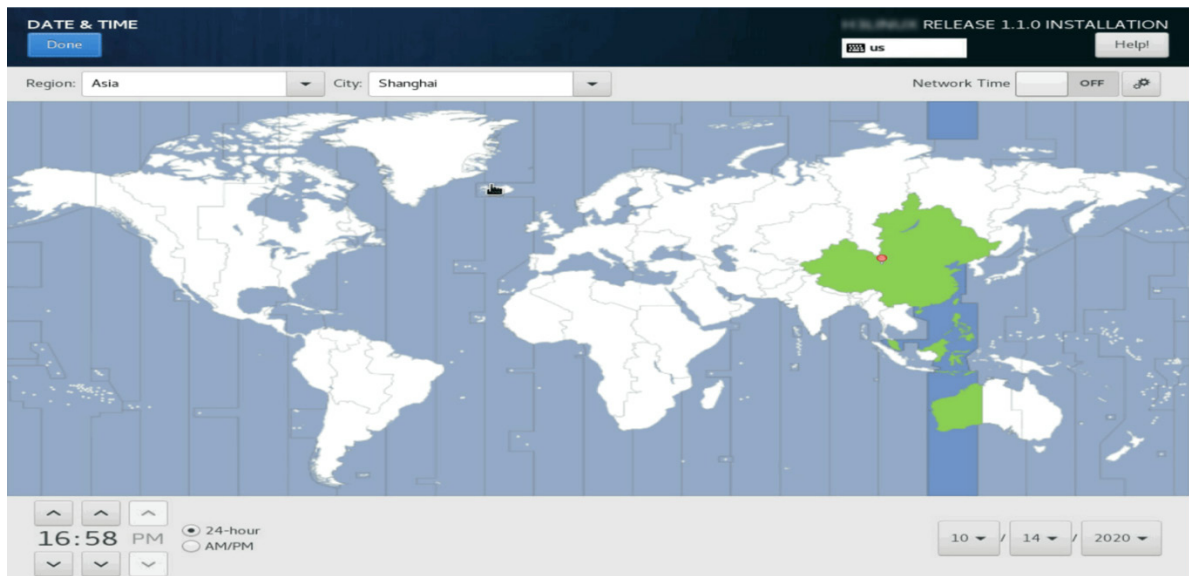 DATE & TIME
RELEASE 1.1.0 INSTALLATION
Done
us
Help!
Region: Asia
City: Shanghai
Network Time OFF
16:58 PM
24-hour
AM/PM
10 / 14 / 2020